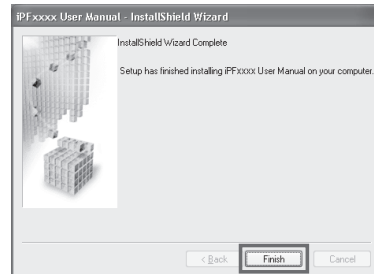 iPFxxxx User Manual - InstallShield Wizard
InstallShield Wizard Complete
Setup has finished installing iPFxxxx User Manual on your computer.
< Back
Finish
Cancel